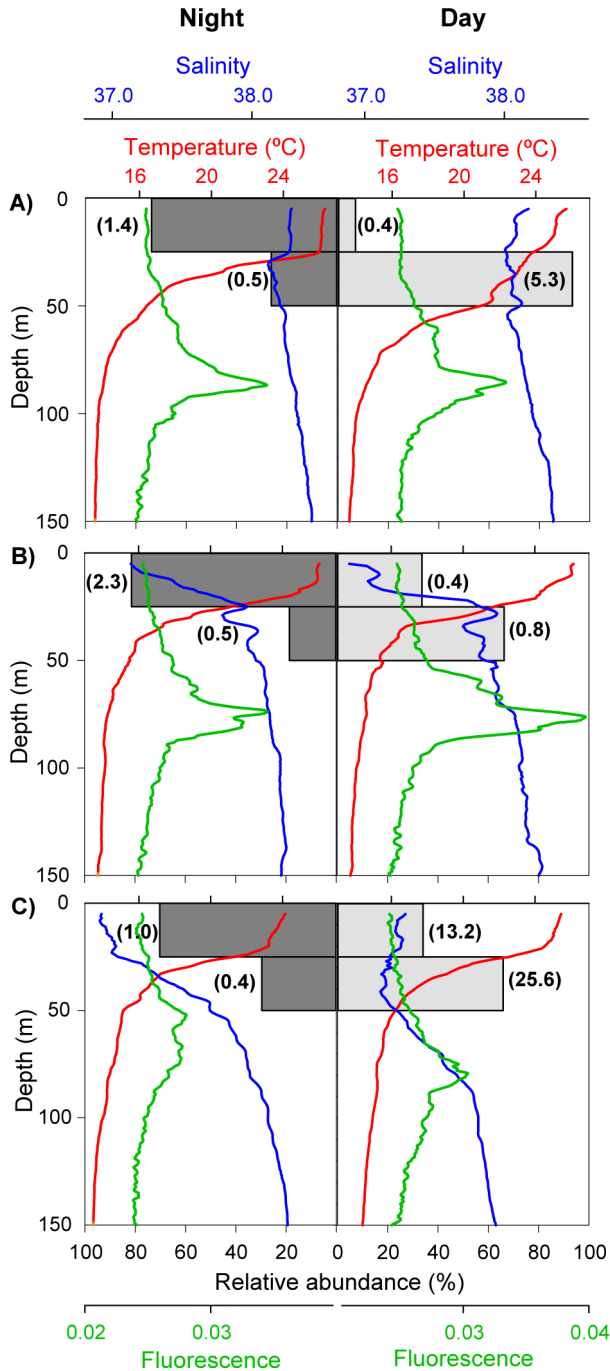 Night Day
Salinity Salinity
37.0 38.0 37.0 38.0
Temperature (ºC) Temperature (ºC)
16 20 24 16 20 24
A) 0
(1.4) (0.4)
(0.5) (5.3)
50
Depth (m)
100
150
B) 0
(2.3) (0.4)
(0.5) (0.8)
50
Depth (m)
100
150
C) 0
(1.0) (13.2)
(0.4) (25.6)
50
Depth (m)
100
150
100 80 60 40 20 0 20 40 60 80 100
Relative abundance (%)
0.02 0.03 0.03 0.04
Fluorescence Fluorescence